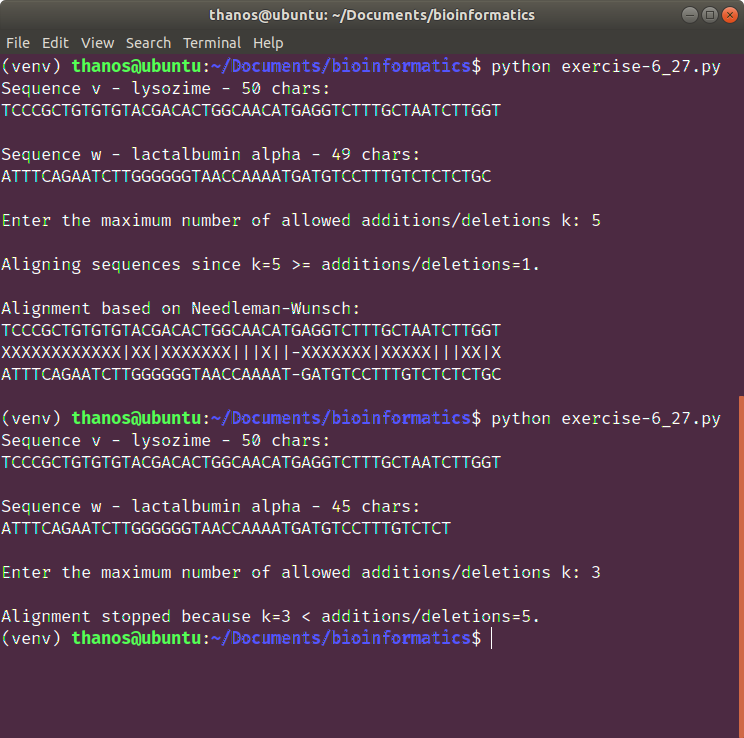 thanos@ubuntu: ~/Documents/bioinformatics
File Edit View Search Terminal Help
(venv) thanos@ubuntu:~/Documents/bioinformatics$ python exercise-6_27.py
Sequence v - lysozime - 50 chars:
TCCCGCTGTGTGTACGACACTGGCAACATGAGGTCTTTGCTAATCTTGGT
Sequence w - lactalbumin alpha - 49 chars:
ATTTCAGAATCTTGGGGGGTAACCAAAATGATGTCCTTTGTCTCTCTGC
Enter the maximum number of allowed additions/deletions k: 5
Aligning sequences since k=5 >= additions/deletions=1.
Alignment based on Needleman-Wunsch:
TCCCGCTGTGTGTACGACACTGGCAACATGAGGTCTTTGCTAATCTTGGT
XXXXXXXXXXXX|XX|XXXXXXX|||X||-XXXXXXX|XXXXX|||XX|X
ATTTCAGAATCTTGGGGGGTAACCAAAAT-GATGTCCTTTGTCTCTCTGC
(venv) thanos@ubuntu:~/Documents/bioinformatics$ python exercise-6_27.py
Sequence v - lysozime - 50 chars:
TCCCGCTGTGTGTACGACACTGGCAACATGAGGTCTTTGCTAATCTTGGT
Sequence w - lactalbumin alpha - 45 chars:
ATTTCAGAATCTTGGGGGGTAACCAAAATGATGTCCTTTGTCTCT
Enter the maximum number of allowed additions/deletions k: 3
Alignment stopped because k=3 < additions/deletions=5.
(venv) thanos@ubuntu:~/Documents/bioinformatics$